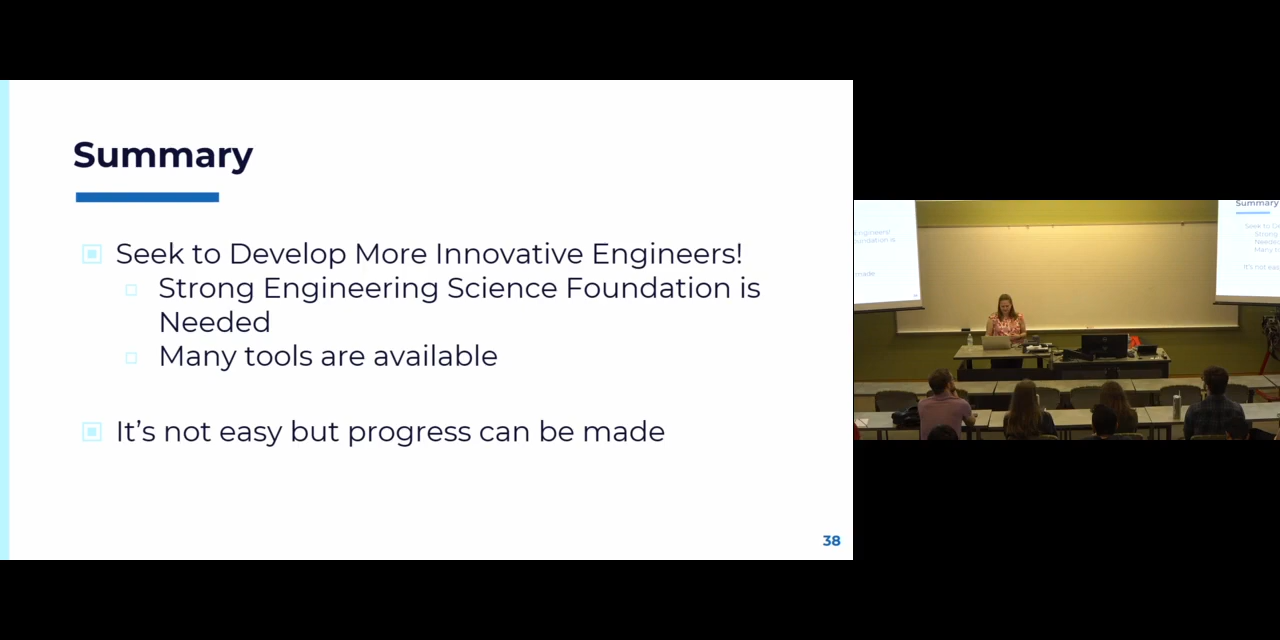 Summary
Seek to Develop More Innovative Engineers!
Strong Engineering Science Foundation is
Needed
Many tools are available
It's not easy but progress can be made
38
Summary